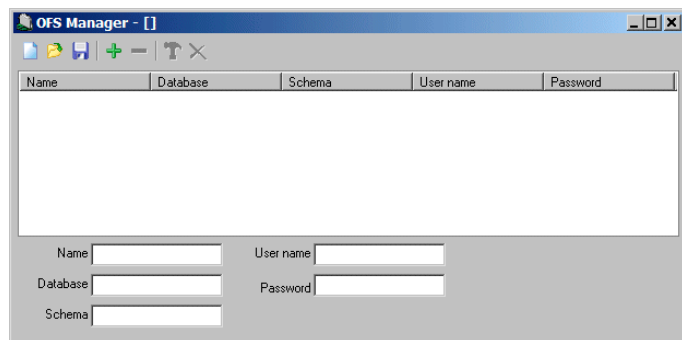 OFS Manager - []
Name Database Schema User name Password
Name User name
Database Password
Schema